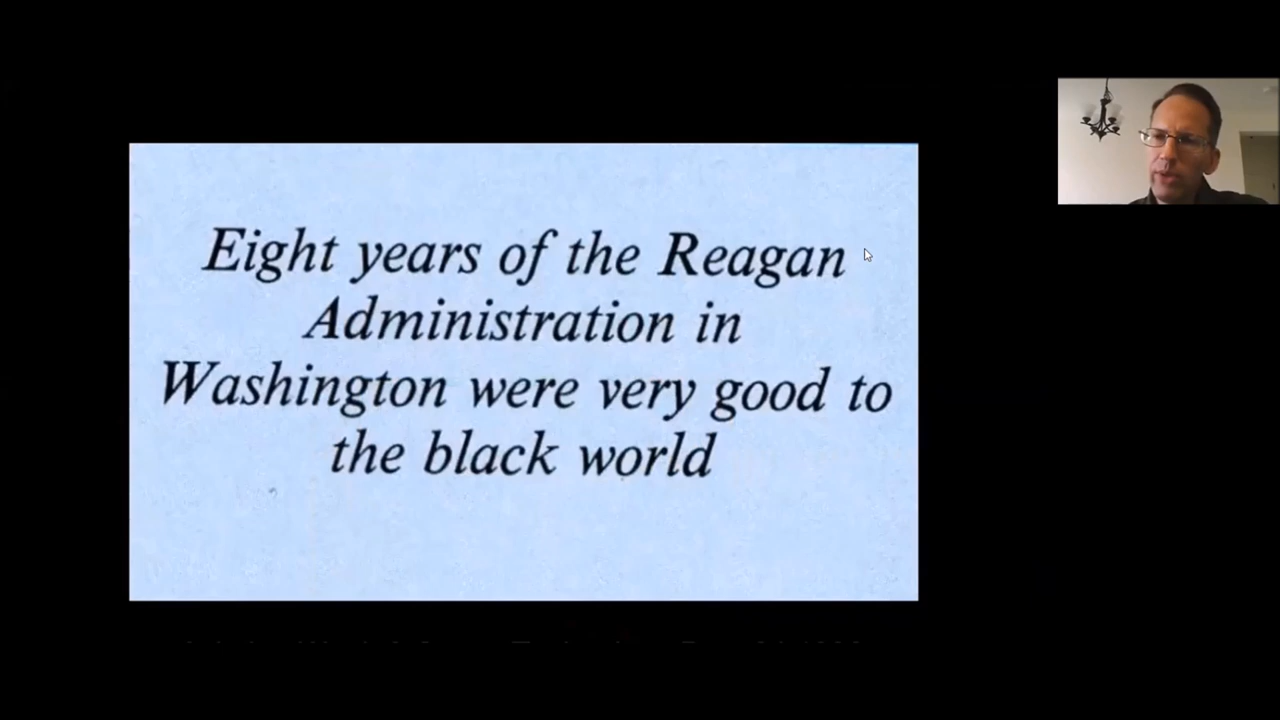 Eight years of the Reagan
Administration in
Washington were very good to
the black world